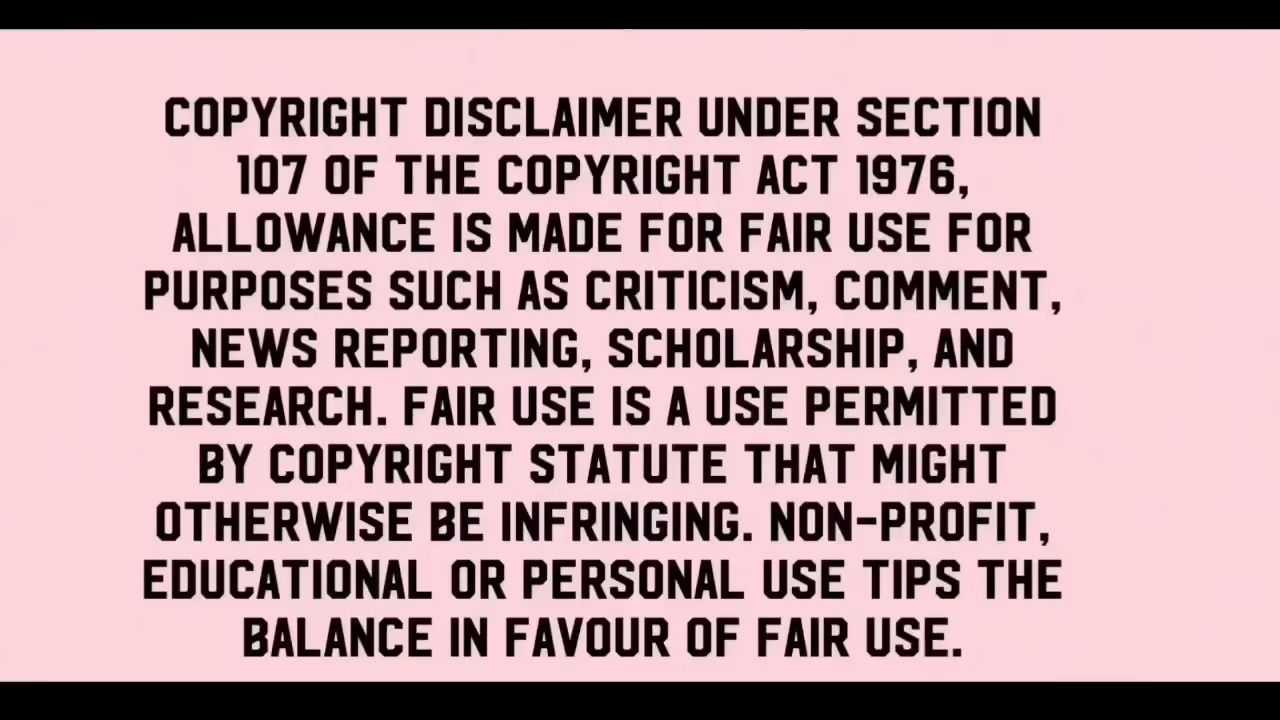 COPYRIGHT DISCLAIMER UNDER SECTION
107 OF THE COPYRIGHT ACT 1976,
ALLOWANCE IS MADE FOR FAIR USE FOR
PURPOSES SUCH AS CRITICISM, COMMENT,
NEWS REPORTING, SCHOLARSHIP, AND
RESEARCH. FAIR USE IS A USE PERMITTED
BY COPYRIGHT STATUTE THAT MIGHT
OTHERWISE BE INFRINGING. NON-PROFIT,
EDUCATIONAL OR PERSONAL USE TIPS THE
BALANCE IN FAVOUR OF FAIR USE.